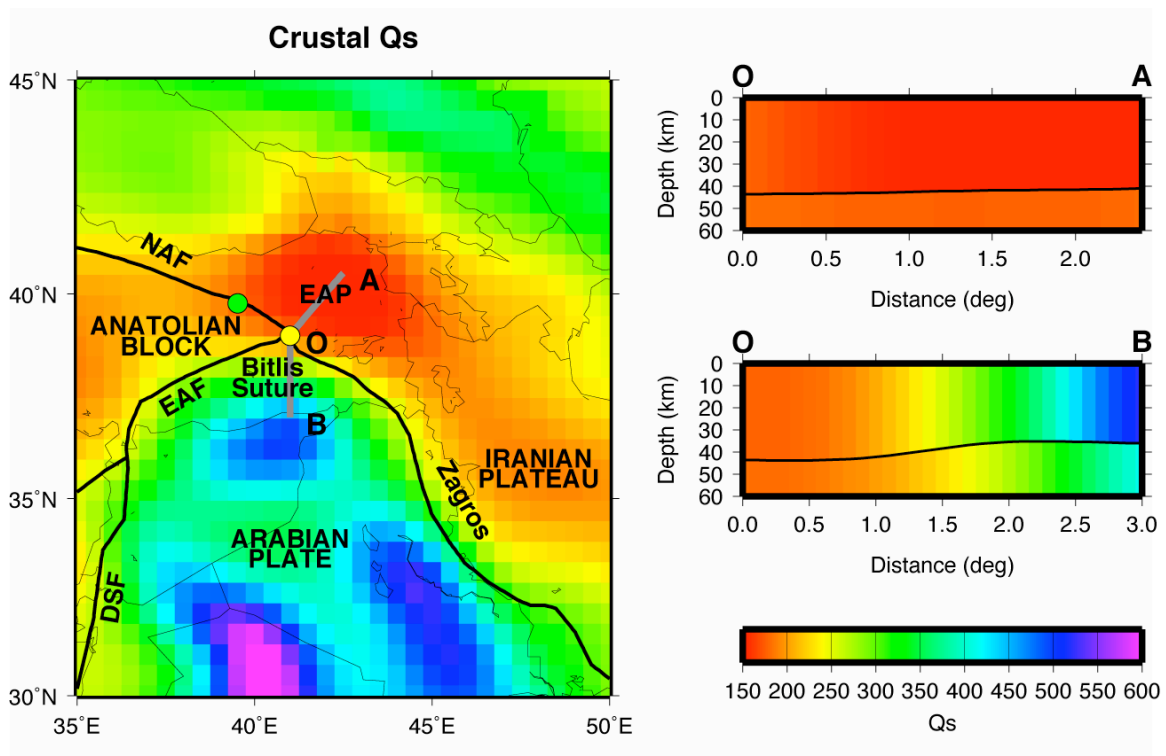 Crustal Qs
45°N
40°N
35°N
30°N
35°E
40°E
45°E
50°E
NAF
A
EAP
ANATOLIAN
BLOCK
O
Bitlis
Suture
EAF
B
IRANIAN
PLATEAU
Zagros
ARABIAN
PLATE
DSF
O A
0
10
20
30
40
50
60
Depth (km)
0.0 0.5 1.0 1.5 2.0
Distance (deg)
O B
0
10
20
30
40
50
60
Depth (km)
0.0 0.5 1.0 1.5 2.0 2.5 3.0
Distance (deg)
150 200 250 300 350 400 450 500 550 600
Qs